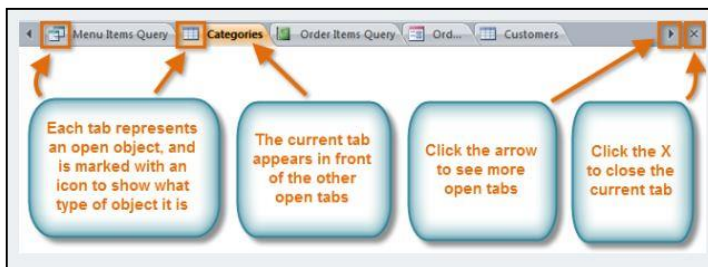 Menu Items Query Categories Order Items Query Ord... Customers
Each tab represents
an open object, and
is marked with an
icon to show what
type of object it is
The current tab
appears in front
of the other
open tabs
Click the arrow
to see more
open tabs
Click the X
to close the
current tab